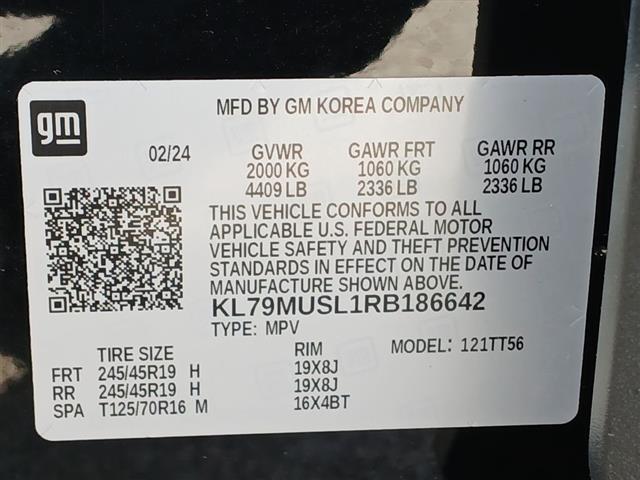 gm
MFD BY GM KOREA COMPANY
02/24 GVWR GAWR FRT GAWR RR
2000 KG 1060 KG 1060 KG
4409 LB 2336 LB 2336 LB
THIS VEHICLE CONFORMS TO ALL
APPLICABLE U.S. FEDERAL MOTOR
VEHICLE SAFETY AND THEFT PREVENTION
STANDARDS IN EFFECT ON THE DATE OF
MANUFACTURE SHOWN ABOVE.
KL79MUSL1RB186642
TYPE: MPV MODEL: 121TT56
TIRE SIZE RIM
FRT 245/45R19 H 19X8J
RR 245/45R19 H 19X8J
SPA T125/70R16 M 16X4BT